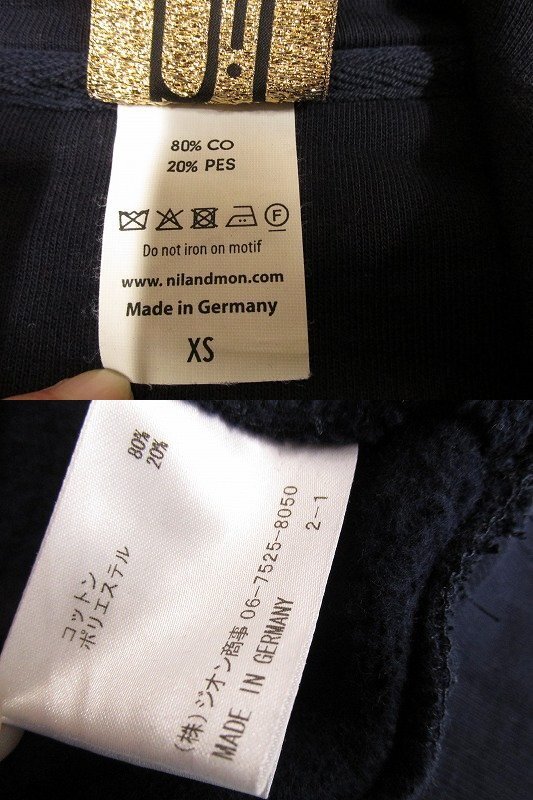 80% CO
20% PES
F
Do not iron on motif
www.nilandmon.com
Made in Germany
XS
コットン 80%
ポリエステル 20%
2-1
(株)ジオン商事 06-7525-8050
MADE IN GERMANY